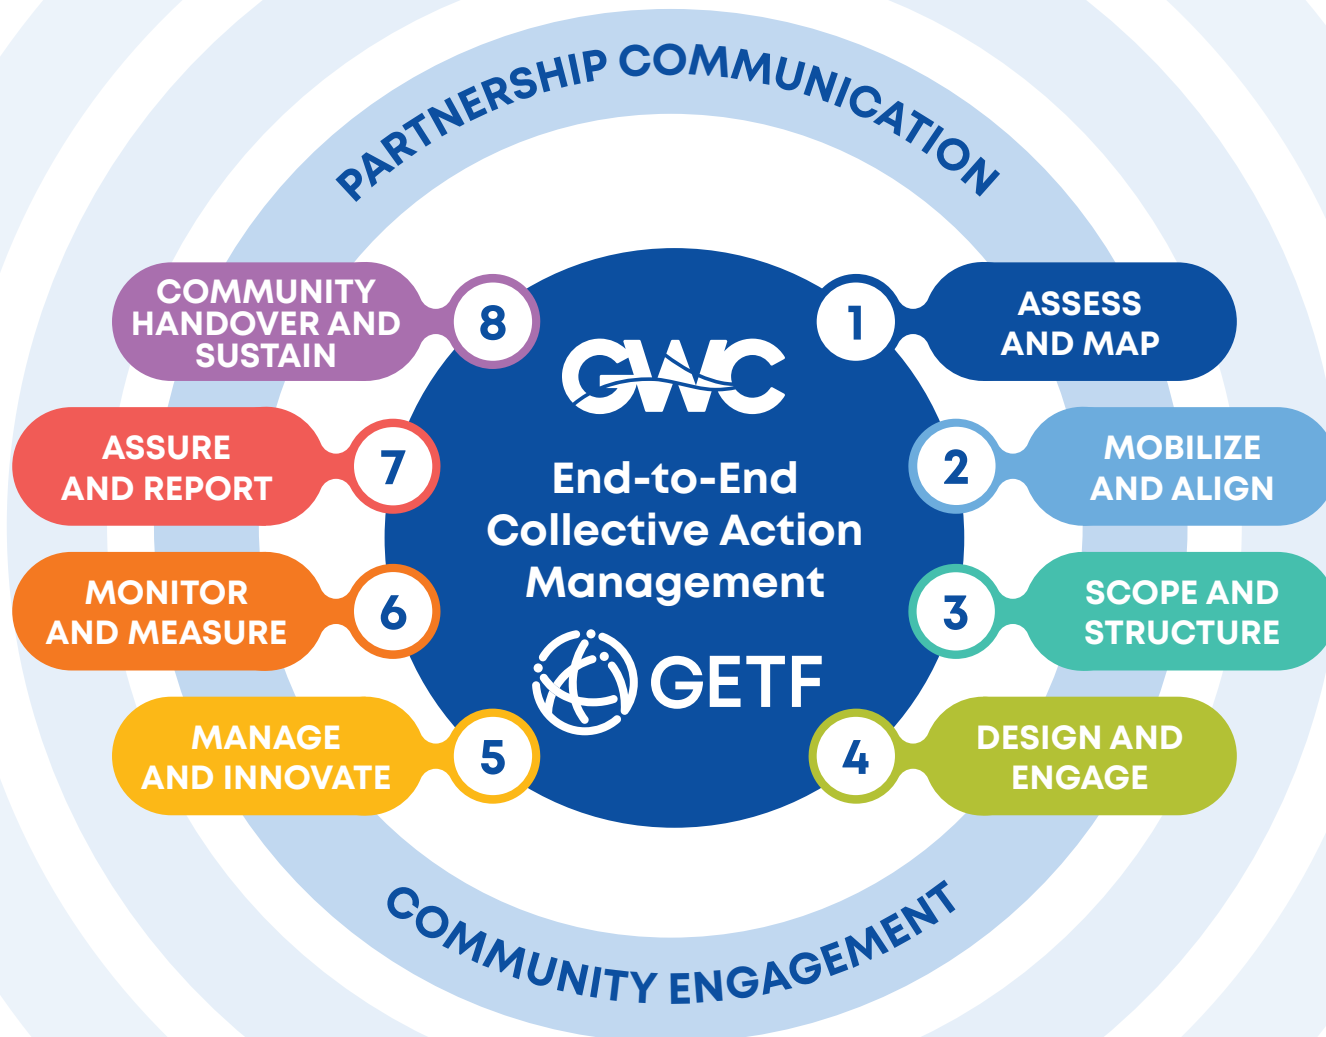 PARTNERSHIP COMMUNICATION
GWC
End-to-End
Collective Action
Management
GETF
1
ASSESS
AND MAP
2
MOBILIZE
AND ALIGN
3
SCOPE AND
STRUCTURE
4
DESIGN AND
ENGAGE
5
MANAGE
AND INNOVATE
6
MONITOR
AND MEASURE
7
ASSURE
AND REPORT
8
COMMUNITY
HANDOVER AND
SUSTAIN
COMMUNITY ENGAGEMENT